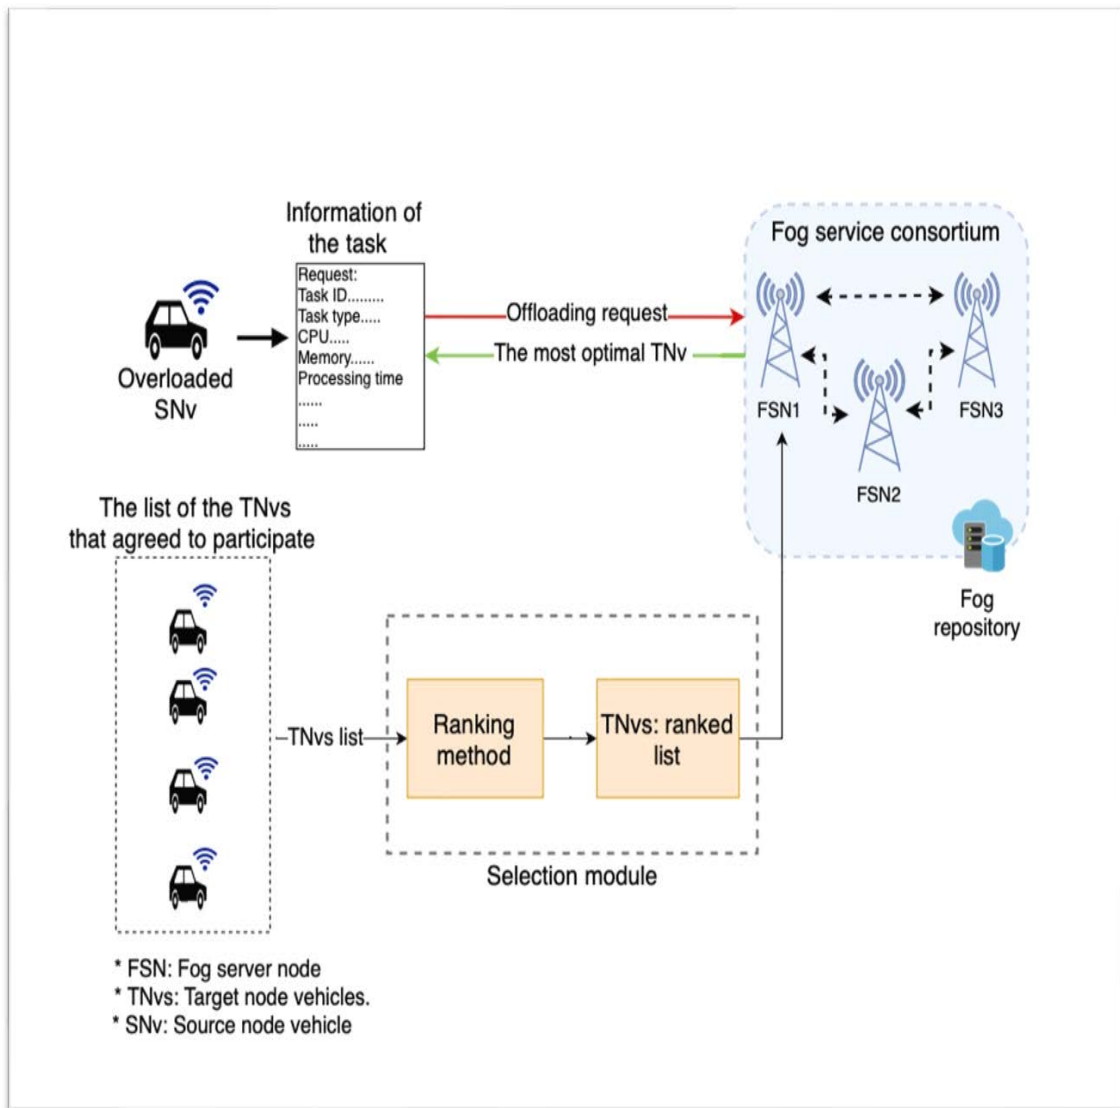 Information of
the task
Fog service consortium
Request:
Task ID.........
Task type.....
CPU.....
Memory......
Processing time
......
.....
.....
Offloading request
The most optimal TNv
Overloaded
SNv
FSN1
FSN3
FSN2
The list of the TNvs
that agreed to participate
Fog
repository
TNvs list
Ranking
method
TNvs: ranked
list
Selection module
* FSN: Fog server node
* TNvs: Target node vehicles.
* SNv: Source node vehicle